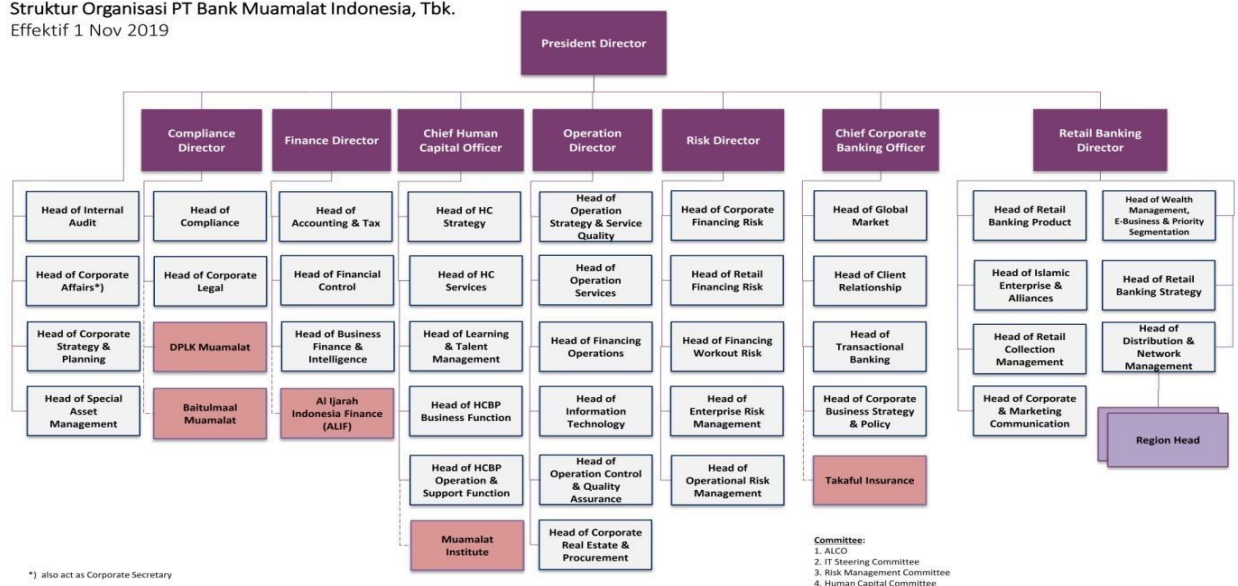 Struktur Organisasi PT Bank Muamalat Indonesia, Tbk.
Effektif 1 Nov 2019
President Director
Compliance
Director
Finance Director
Chief Human
Capital Officer
Operation
Director
Risk Director
Chief Corporate
Banking Officer
Retail Banking
Director
Head of Internal
Audit
Head of Corporate
Affairs*)
Head of Corporate
Strategy &
Planning
Head of Special
Asset
Management
Head of
Compliance
Head of Corporate
Legal
DPLK Muamalat
Baitulmaal
Muamalat
Head of
Accounting & Tax
Head of Financial
Control
Head of Business
Finance &
Intelligence
Al Ijarah
Indonesia Finance
(ALIF)
Head of HC
Strategy
Head of HC
Services
Head of Learning
& Talent
Management
Head of HCBP
Business Function
Head of HCBP
Operation &
Support Function
Muamalat
Institute
Head of
Operation
Strategy & Service
Quality
Head of
Operation
Services
Head of Financing
Operations
Head of
Information
Technology
Head of
Operation Control
& Quality
Assurance
Head of Corporate
Real Estate &
Procurement
Head of Corporate
Financing Risk
Head of Retail
Financing Risk
Head of Financing
Workout Risk
Head of
Enterprise Risk
Management
Head of
Operational Risk
Management
Head of Global
Market
Head of Client
Relationship
Head of
Transactional
Banking
Head of Corporate
Business Strategy
& Policy
Takaful Insurance
Head of Retail
Banking Product
Head of Islamic
Enterprise &
Alliances
Head of Retail
Collection
Management
Head of Corporate
& Marketing
Communication
Head of Wealth
Management,
E-Business & Priority
Segmentation
Head of Retail
Banking Strategy
Head of
Distribution &
Network
Management
Region Head
*) also act as Corporate Secretary
Committee:
1. ALCO
2. IT Steering Committee
3. Risk Management Committee
4. Human Capital Committee